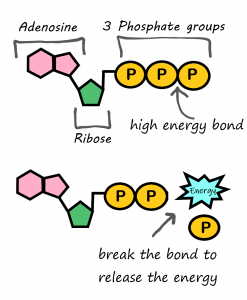 Adenosine 3 Phosphate groups
P P P
high energy bond
Ribose
P P Energy
P
break the bond to
release the energy